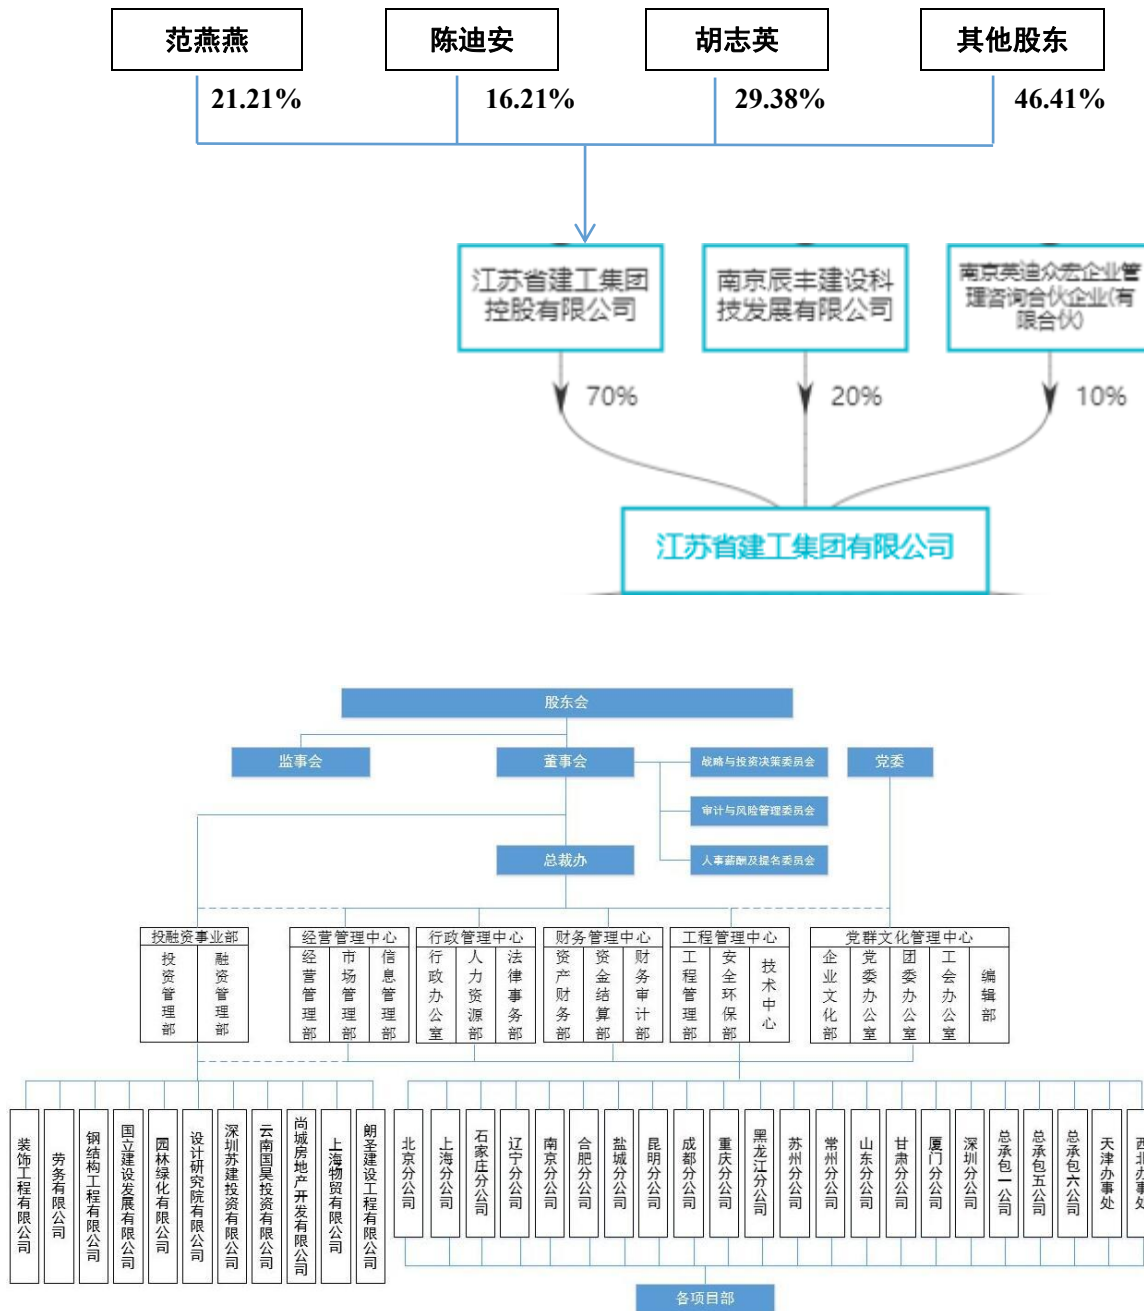 范燕燕
陈迪安
胡志英
其他股东
21.21%
16.21%
29.38%
46.41%
江苏省建工集团
控股有限公司
南京辰丰建设科
技发展有限公司
南京英迪众宏企业管
理咨询合伙企业(有
限合伙)
70%
20%
10%
江苏省建工集团有限公司
股东会
监事会
董事会
战略与投资决策委员会
党委
审计与风险管理委员会
总裁办
人事薪酬及提名委员会
投融资事业部
经营管理中心
行政管理中心
财务管理中心
工程管理中心
党群文化管理中心
投资管理部
融资管理部
经营管理部
市场管理部
信息管理部
行政办公室
人力资源部
法律事务部
资产财务部
资金结算部
财务审计部
工程管理部
安全环保部
技术中心
企业文化部
党委办公室
团委办公室
工会办公室
编辑部
装饰工程有限公司
劳务有限公司
钢结构工程有限公司
国立建设发展有限公司
园林绿化有限公司
设计研究院有限公司
深圳苏建投资有限公司
云南国昊投资有限公司
尚城房地产开发有限公司
上海物贸有限公司
朗圣建设工程有限公司
北京分公司
上海分公司
石家庄分公司
辽宁分公司
南京分公司
合肥分公司
盐城分公司
昆明分公司
成都分公司
重庆分公司
黑龙江分公司
苏州分公司
常州分公司
山东分公司
甘肃分公司
厦门分公司
深圳分公司
总承包一公司
总承包五公司
总承包六公司
天津办事处
西北办事处
各项目部